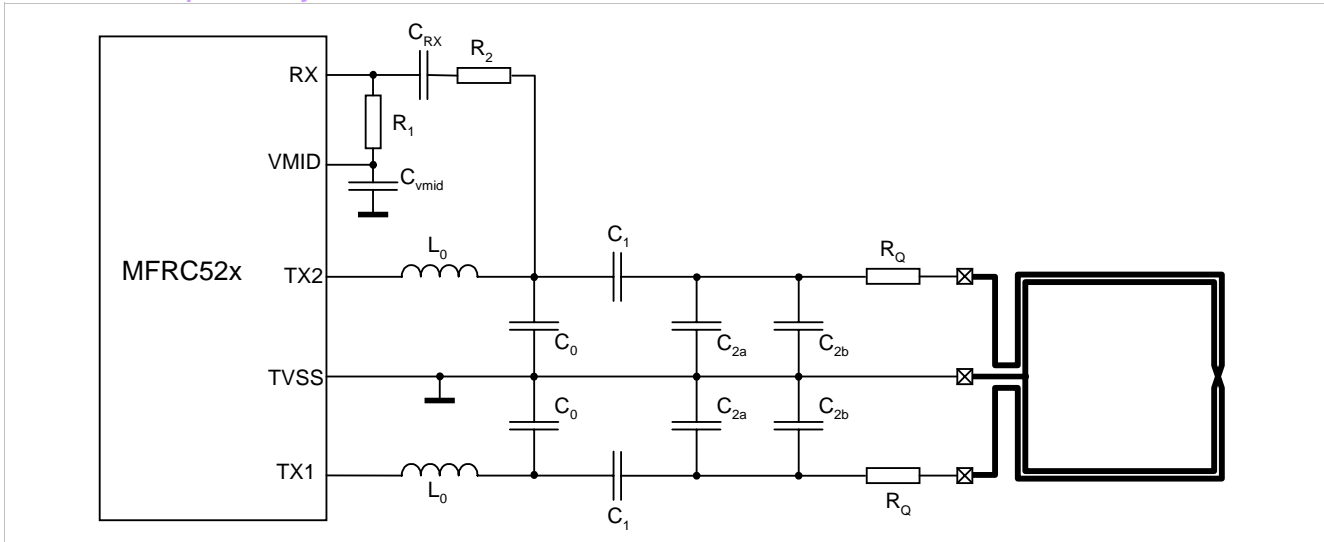 C_RX
R_2
RX
R_1
VMID
C_vmid
MFRC52x
L_0
C_1
R_Q
TX2
C_0
C_2a
C_2b
TVSS
C_0
C_2a
C_2b
TX1
L_0
C_1
R_Q